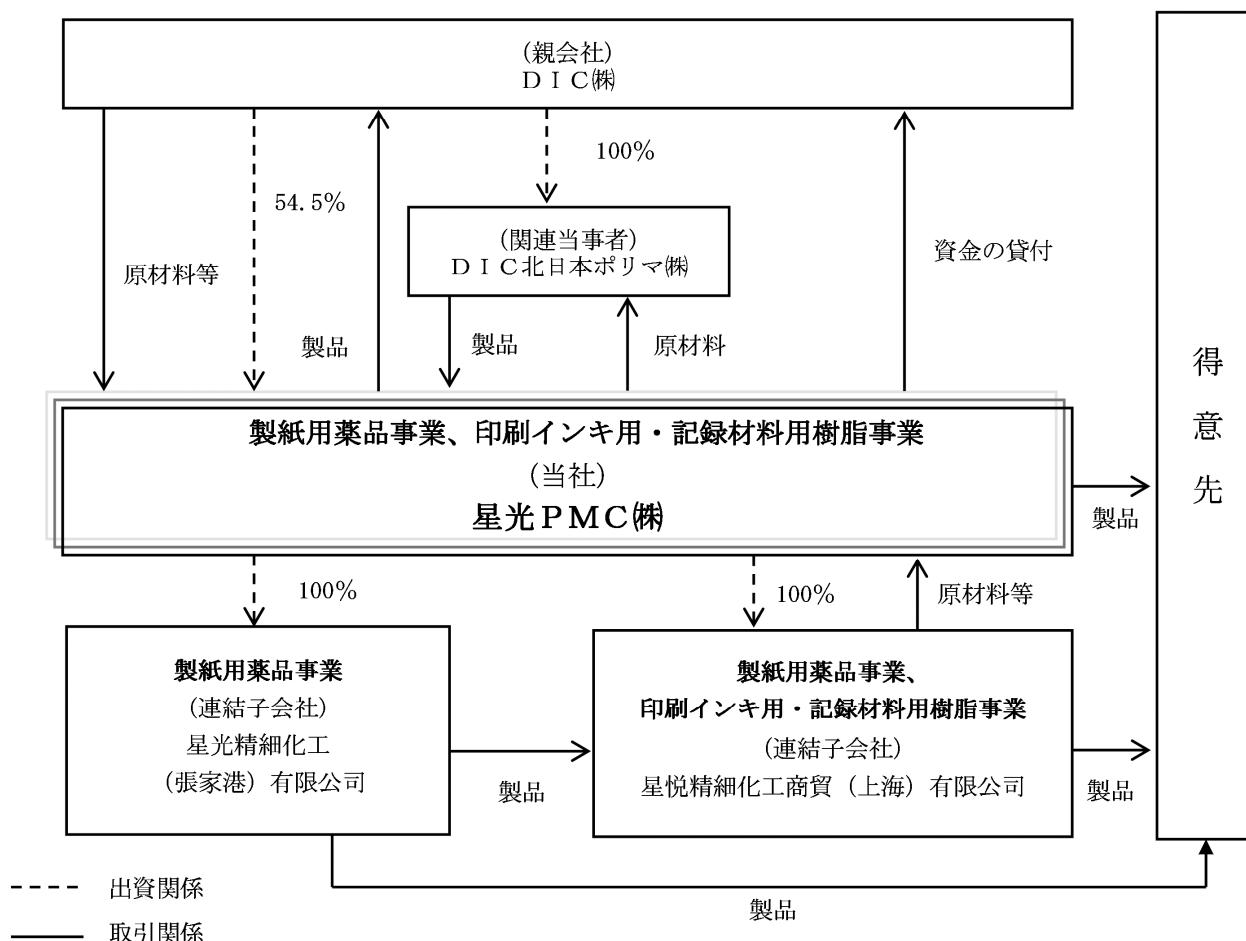 (親会社)
ＤＩＣ㈱
100%
54.5%
(関連当事者)
ＤＩＣ北日本ポリマ㈱
資金の貸付
原材料等
製品
製品
原材料
得意先
製紙用薬品事業、印刷インキ用・記録材料用樹脂事業
(当社)
星光ＰＭＣ㈱
製品
100%
100%
原材料等
製紙用薬品事業
(連結子会社)
星光精細化工
（張家港）有限公司
製紙用薬品事業、
印刷インキ用・記録材料用樹脂事業
(連結子会社)
星悦精細化工商貿（上海）有限公司
製品
製品
出資関係
製品
取引関係